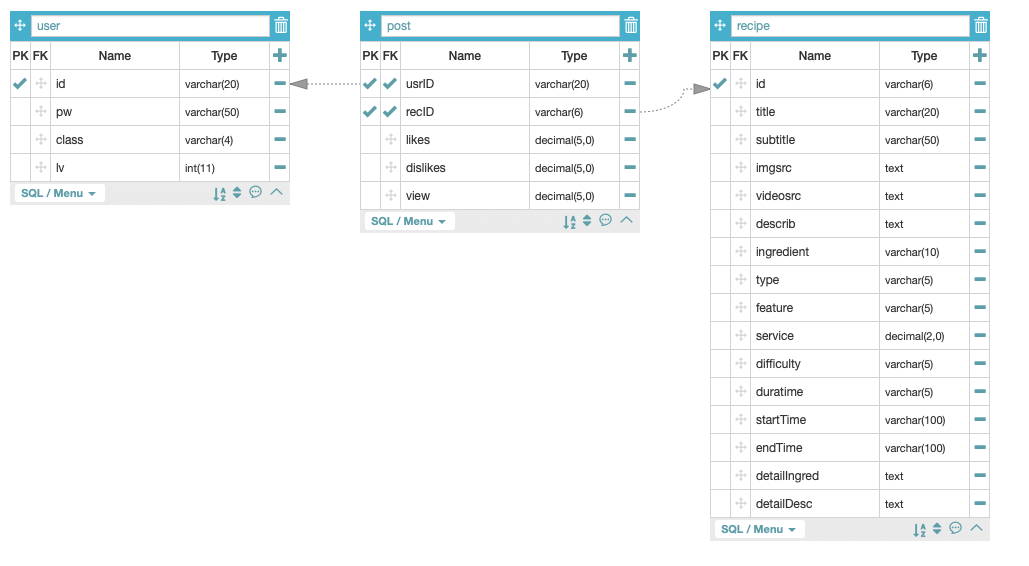 user
PK FK Name Type
id varchar(20)
pw varchar(50)
class varchar(4)
lv int(11)
SQL / Menu
post
PK FK Name Type
usrID varchar(20)
recID varchar(6)
likes decimal(5,0)
dislikes decimal(5,0)
view decimal(5,0)
SQL / Menu
recipe
PK FK Name Type
id varchar(6)
title varchar(20)
subtitle varchar(50)
imgsrc text
videosrc text
describ text
ingredient varchar(10)
type varchar(5)
feature varchar(5)
service decimal(2,0)
difficulty varchar(5)
duratime varchar(5)
startTime varchar(100)
endTime varchar(100)
detailIngred text
detailDesc text
SQL / Menu